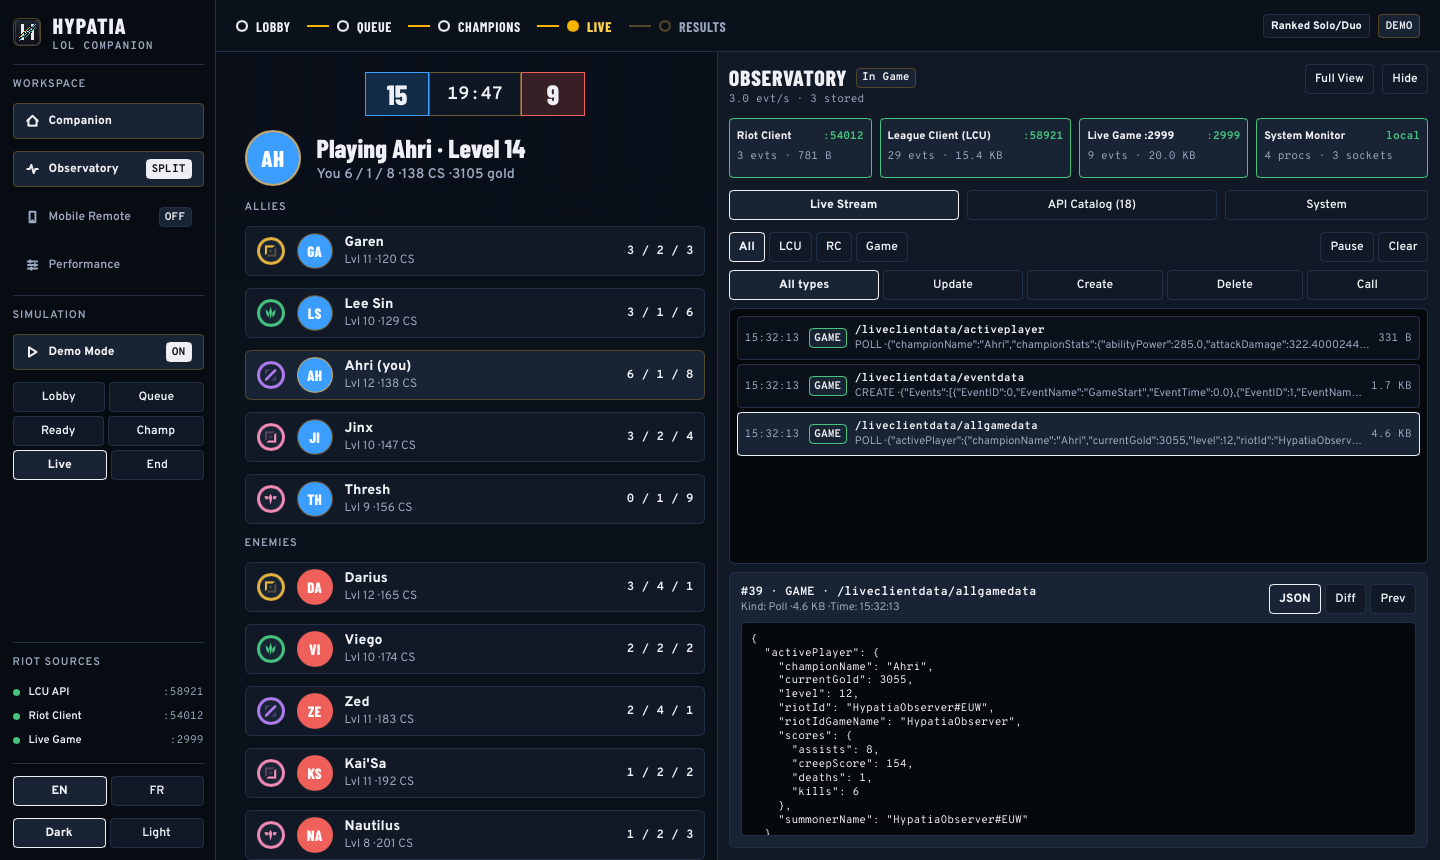 HYPATIA
LOL COMPANION
WORKSPACE
Companion
Observatory SPLIT
Mobile Remote OFF
Performance
SIMULATION
Demo Mode ON
Lobby Queue
Ready Champ
Live End
RIOT SOURCES
LCU API :58921
Riot Client :54012
Live Game :2999
EN FR
Dark Light
LOBBY QUEUE CHAMPIONS LIVE RESULTS
Ranked Solo/Duo DEMO
15 19:47 9
AH
Playing Ahri · Level 14
You 6 / 1 / 8 ·138 CS ·3105 gold
ALLIES
GA Garen 3 / 2 / 3
Lvl 11 ·120 CS
LS Lee Sin 3 / 1 / 6
Lvl 10 ·129 CS
AH Ahri (you) 6 / 1 / 8
Lvl 12 ·138 CS
JI Jinx 3 / 2 / 4
Lvl 10 ·147 CS
TH Thresh 0 / 1 / 9
Lvl 9 ·156 CS
ENEMIES
DA Darius 3 / 4 / 1
Lvl 12 ·165 CS
VI Viego 2 / 2 / 2
Lvl 10 ·174 CS
ZE Zed 2 / 4 / 1
Lvl 11 ·183 CS
KS Kai'Sa 1 / 2 / 2
Lvl 11 ·192 CS
NA Nautilus 1 / 2 / 3
Lvl 8 ·201 CS
OBSERVATORY In Game
3.0 evt/s · 3 stored
Full View Hide
Riot Client :54012
3 evts · 781 B
League Client (LCU) :58921
29 evts · 15.4 KB
Live Game :2999 :2999
9 evts · 20.0 KB
System Monitor local
4 procs · 3 sockets
Live Stream API Catalog (18) System
All LCU RC Game Pause Clear
All types Update Create Delete Call
15:32:13 GAME /liveclientdata/activeplayer 331 B
POLL ·{"championName":"Ahri","championStats":{"abilityPower":285.0,"attackDamage":322.4000244...
15:32:13 GAME /liveclientdata/eventdata 1.7 KB
CREATE ·{"Events":[{"EventID":0,"EventName":"GameStart","EventTime":0.0},{"EventID":1,"EventNam...
15:32:13 GAME /liveclientdata/allgamedata 4.6 KB
POLL ·{"activePlayer":{"championName":"Ahri","currentGold":3055,"level":12,"riotId":"HypatiaObserv...
#39 · GAME · /liveclientdata/allgamedata
Kind: Poll ·4.6 KB ·Time: 15:32:13
JSON Diff Prev
{
"activePlayer": {
"championName": "Ahri",
"currentGold": 3055,
"level": 12,
"riotId": "HypatiaObserver#EUW",
"riotIdGameName": "HypatiaObserver",
"scores": {
"assists": 8,
"creepScore": 154,
"deaths": 1,
"kills": 6
},
"summonerName": "HypatiaObserver#EUW"
}